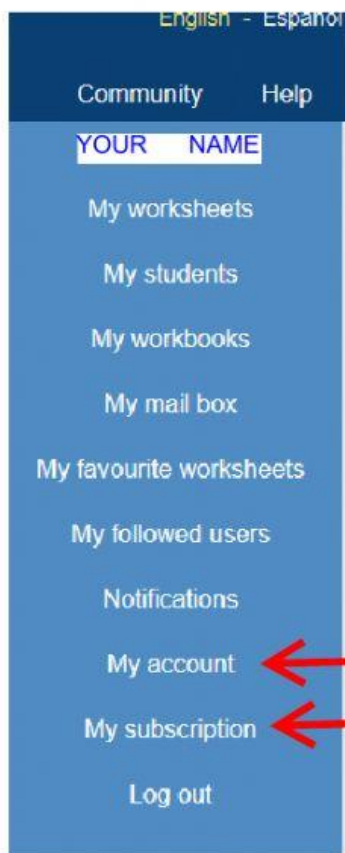 English - Español
Community Help
YOUR NAME
My worksheets
My students
My workbooks
My mail box
My favourite worksheets
My followed users
Notifications
My account
My subscription
Log out